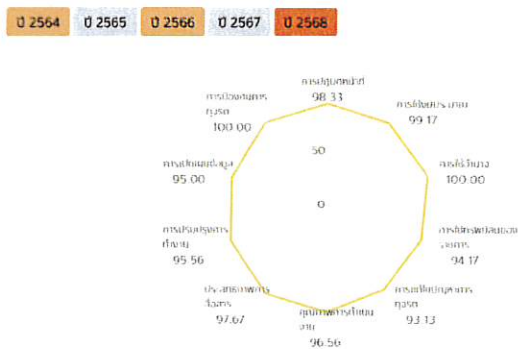 ปี 2564 ปี 2565 ปี 2566 ปี 2567 ปี 2568
การปฏิบัติหน้าที่
98.33
การใช้งบประมาณ
99.17
การใช้อำนาจ
100.00
การใช้ทรัพย์สินของ
ราชการ
94.17
การแก้ไขปัญหาการ
ทุจริต
93.13
คุณภาพการดำเนิน
งาน
96.56
ประสิทธิภาพการ
สื่อสาร
97.67
การปรับปรุงการ
ทำงาน
95.56
การเปิดเผยข้อมูล
95.00
การป้องกันการ
ทุจริต
100.00
50
0